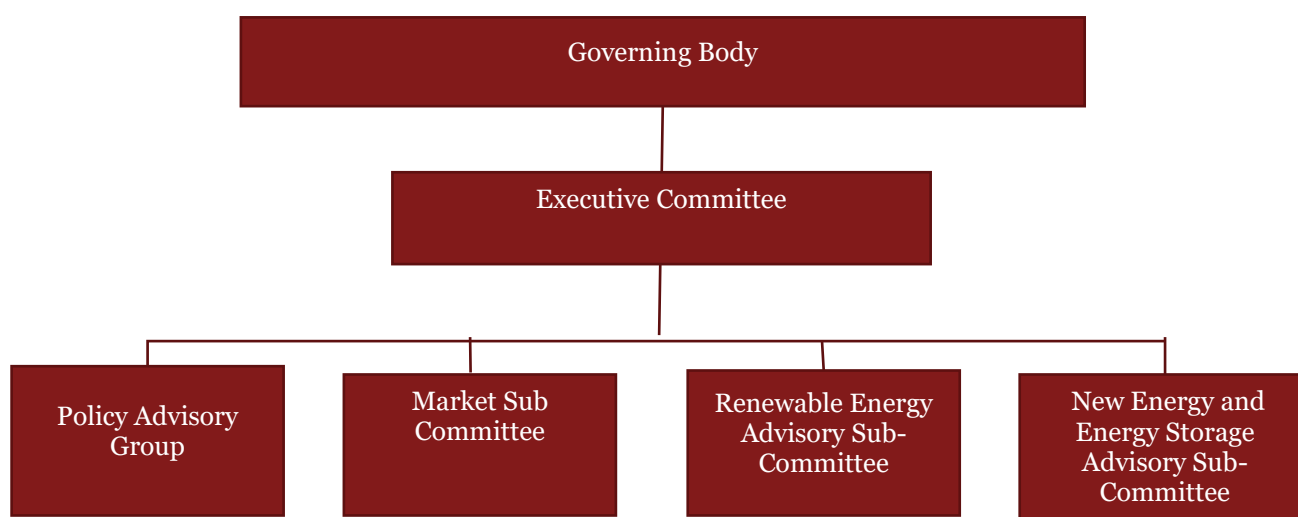 Governing Body
Executive Committee
Policy Advisory
Group
Market Sub
Committee
Renewable Energy
Advisory Sub-
Committee
New Energy and
Energy Storage
Advisory Sub-
Committee